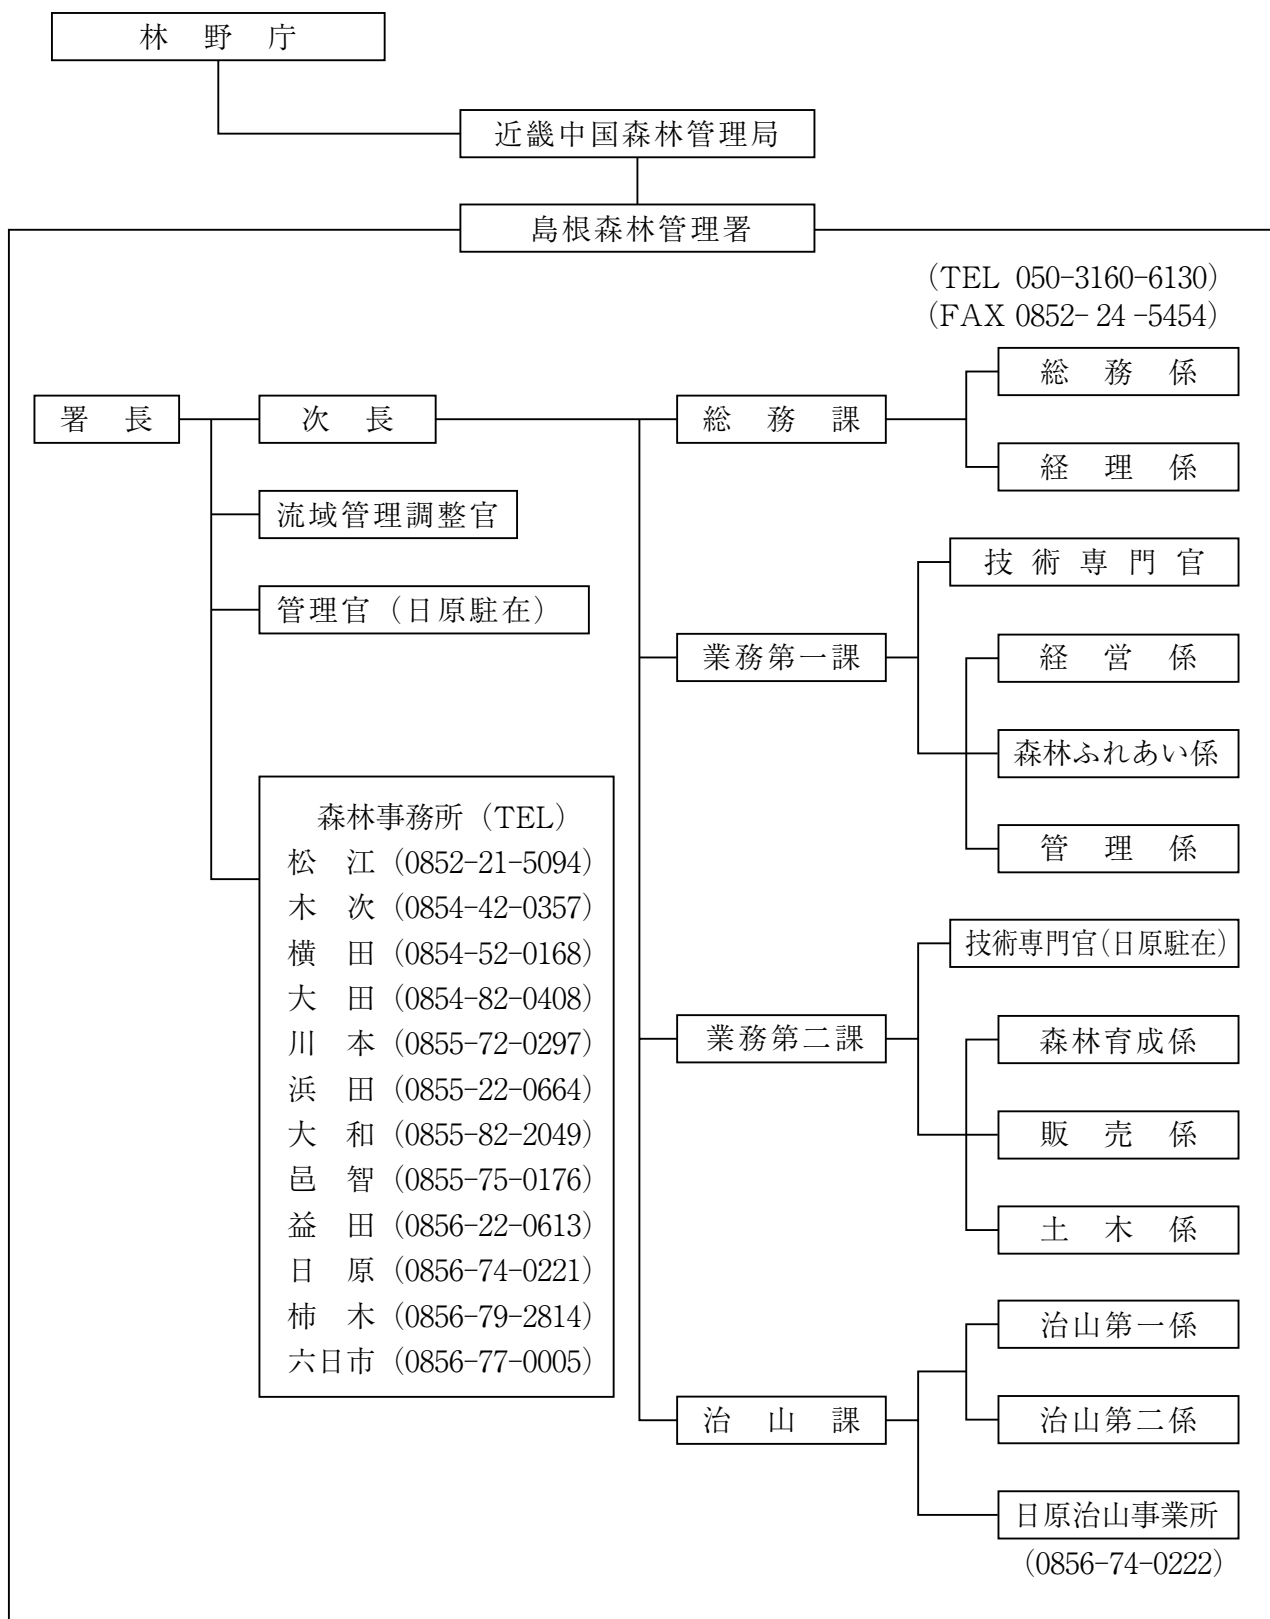 林野庁
近畿中国森林管理局
島根森林管理署
（TEL 050-3160-6130）
（FAX 0852-24-5454）
署長
次長
流域管理調整官
管理官（日原駐在）
森林事務所（TEL）
松江（0852-21-5094）
木次（0854-42-0357）
横田（0854-52-0168）
大田（0854-82-0408）
川本（0855-72-0297）
浜田（0855-22-0664）
大和（0855-82-2049）
邑智（0855-75-0176）
益田（0856-22-0613）
日原（0856-74-0221）
柿木（0856-79-2814）
六日市（0856-77-0005）
総務課
総務係
経理係
業務第一課
技術専門官
経営係
森林ふれあい係
管理係
業務第二課
技術専門官（日原駐在）
森林育成係
販売係
土木係
治山課
治山第一係
治山第二係
日原治山事業所
（0856-74-0222）